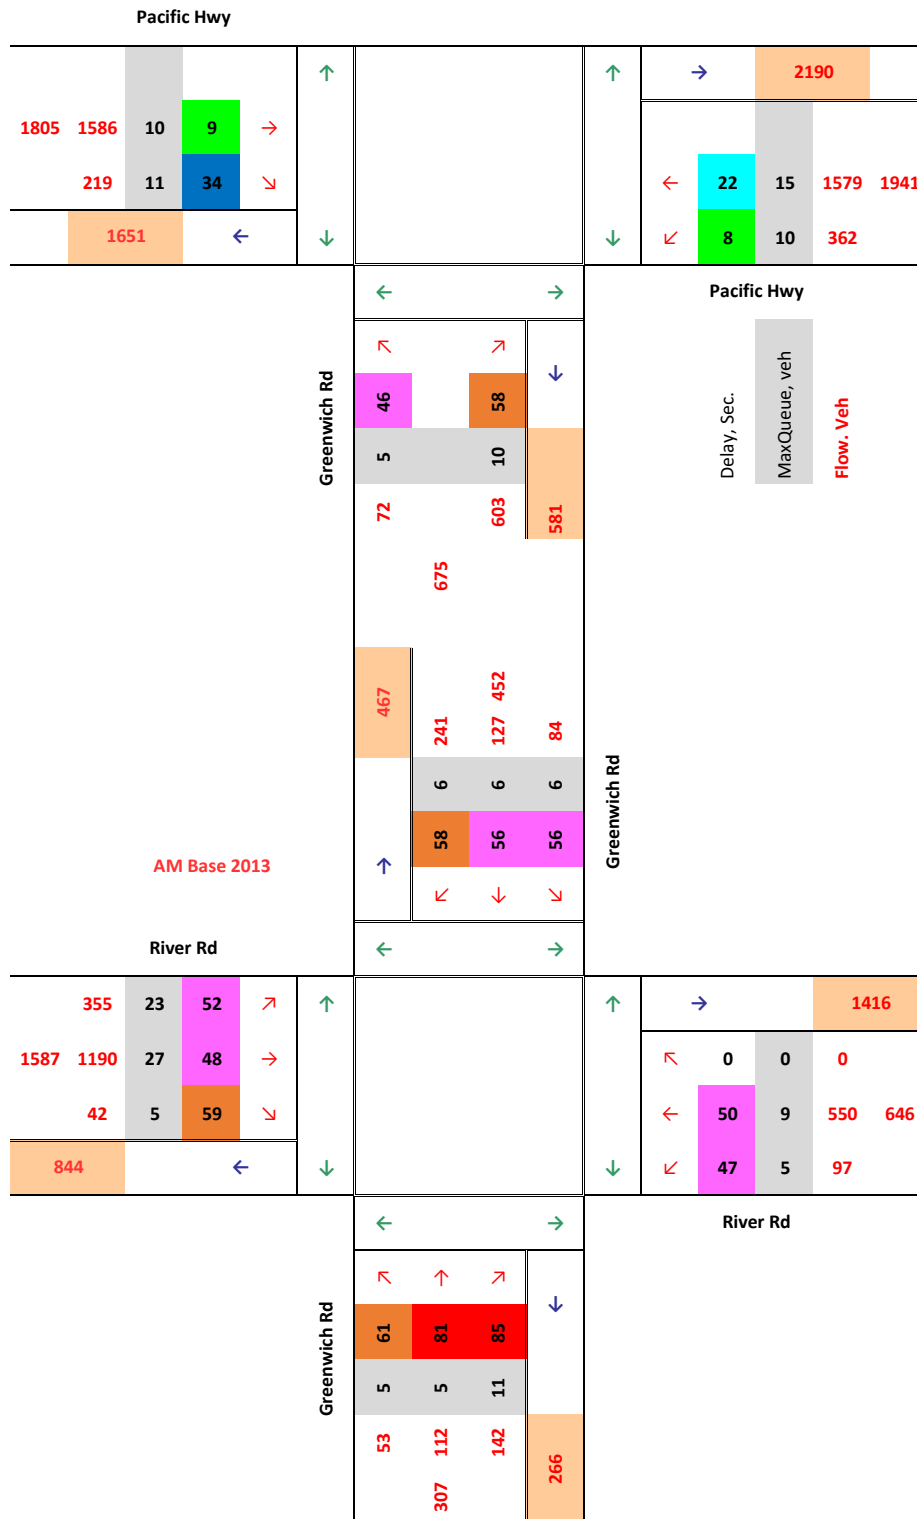 Pacific Hwy
→ 2190
1805 1586 10 9 →
219 11 34 ↘
1651 ←
← 22 15 1579 1941
↙ 8 10 362
← →
Pacific Hwy
Greenwich Rd
↖ ↗ ↓
46 58
5 10
72 603 581
675
Delay, Sec.
MaxQueue, veh
Flow. Veh
467
452
241 127 84
6 6 6
58 56 56
↑ ↙ ↓ ↘
Greenwich Rd
AM Base 2013
← →
River Rd
355 23 52 ↗
1587 1190 27 48 →
42 5 59 ↘
844 ←
→ 1416
↖ 0 0 0
← 50 9 550 646
↙ 47 5 97
← →
River Rd
Greenwich Rd
↖ ↑ ↗ ↓
61 81 85
5 5 11
53 112 142
307
266